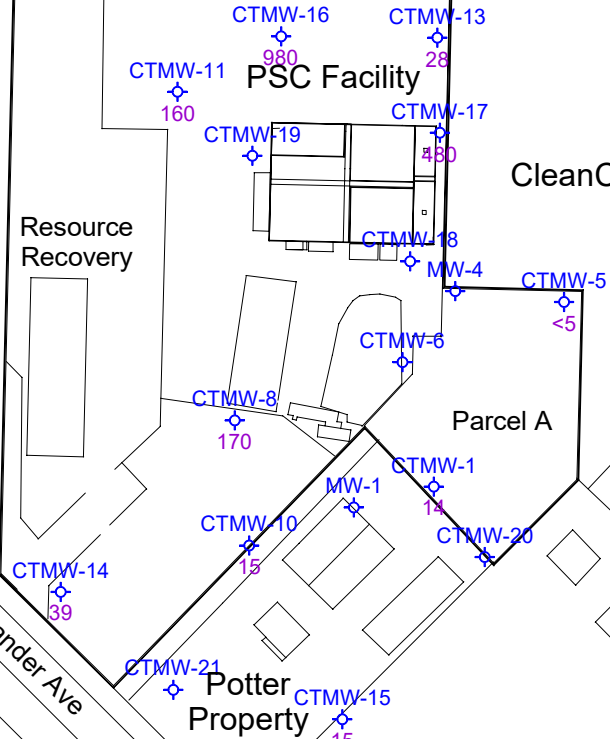 CTMW-16
980
CTMW-13
28
PSC Facility
CTMW-11
160
CTMW-17
480
CTMW-19
CleanC
Resource
Recovery
CTMW-18
MW-4
CTMW-5
<5
CTMW-6
CTMW-8
170
Parcel A
CTMW-1
14
MW-1
CTMW-10
15
CTMW-20
CTMW-14
39
nder Ave
CTMW-21
Potter
Property
CTMW-15
15